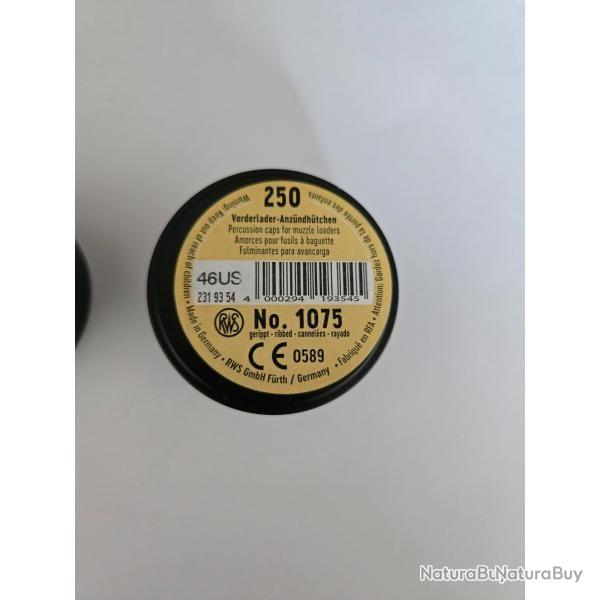 250
Vorderlader-Anzündhütchen
Percussion caps for muzzle loaders
Amorces pour fusils à baguette
Fulminantes para avancarga
46US
231 93 54
4 000294 193545
RWS
No. 1075
gerippt - ribbed - cannelées - rayado
CE 0589
Warning: Keep out of reach of children • Made in Germany • RWS GmbH Fürth / Germany • Fabriqué en RFA • Attention: Gardez hors de la portée des enfants
NaturaBuyNaturaBuy